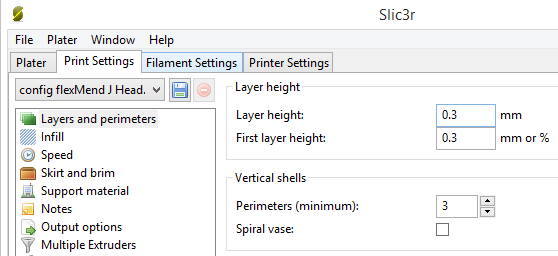 Slic3r
File Plater Window Help
Plater Print Settings Filament Settings Printer Settings
config flexMend J Head.
Layers and perimeters
Infill
Speed
Skirt and brim
Support material
Notes
Output options
Multiple Extruders
Layer height
Layer height: 0.3 mm
First layer height: 0.3 mm or %
Vertical shells
Perimeters (minimum): 3
Spiral vase: